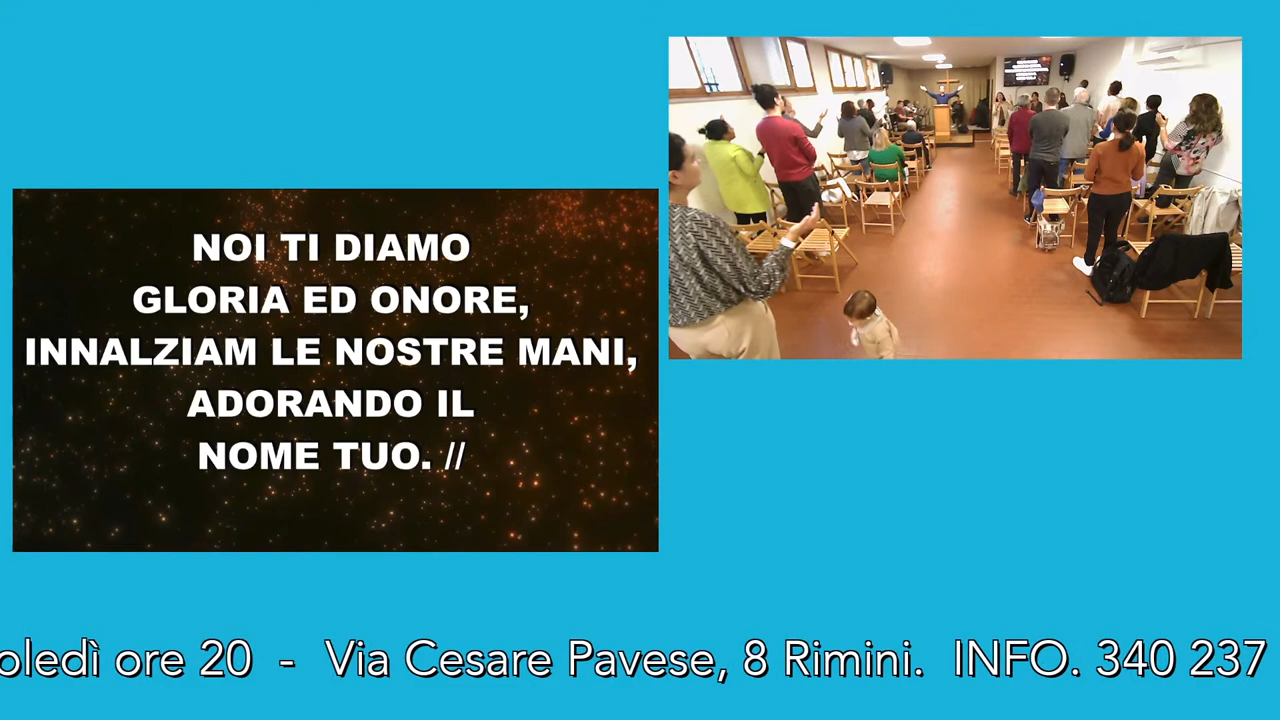 NOI TI DIAMO
GLORIA ED ONORE,
INNALZIAM LE NOSTRE MANI,
ADORANDO IL
NOME TUO. //
oledì ore 20 - Via Cesare Pavese, 8 Rimini. INFO. 340 237